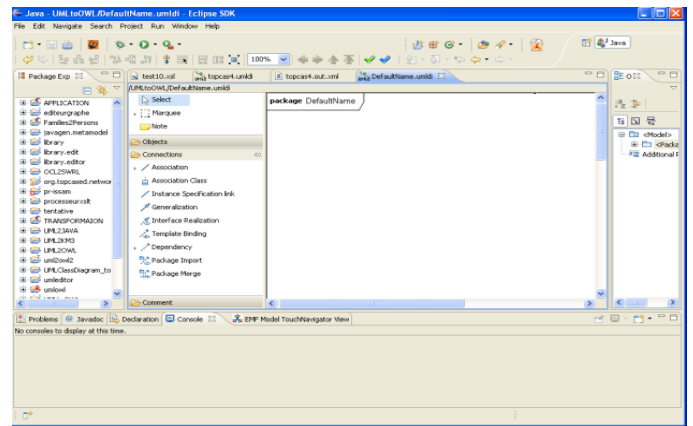 Java - UMLtoOWL/DefaultName.umldi - Eclipse SDK
File Edit Navigate Search Project Run Window Help
Java
100%
Package Exp
test10.xsl
topcas4.umldi
topcas4.out.xml
DefaultName.umldi
/UMLtoOWL/DefaultName.umldi
APPLICATION
editeurgraphe
Families2Persons
javagen.metamodel
library
library.edit
library.editor
OCL2SWRL
org.topcased.networ
pr-issam
processeurxslt
tentative
TRANSFORMAION
UML2JAVA
UML2KM3
UML2OWL
uml2owl2
UMLClassDiagram_to
umleditor
umlowl
Select
Marquee
Note
Objects
Connections
Association
Association Class
Instance Specification link
Generalization
Interface Realization
Template Binding
Dependency
Package Import
Package Merge
Comment
package DefaultName
<Model>
<Packa
Additional F
Problems Javadoc Declaration Console EMF Model TouchNavigator View
No consoles to display at this time.